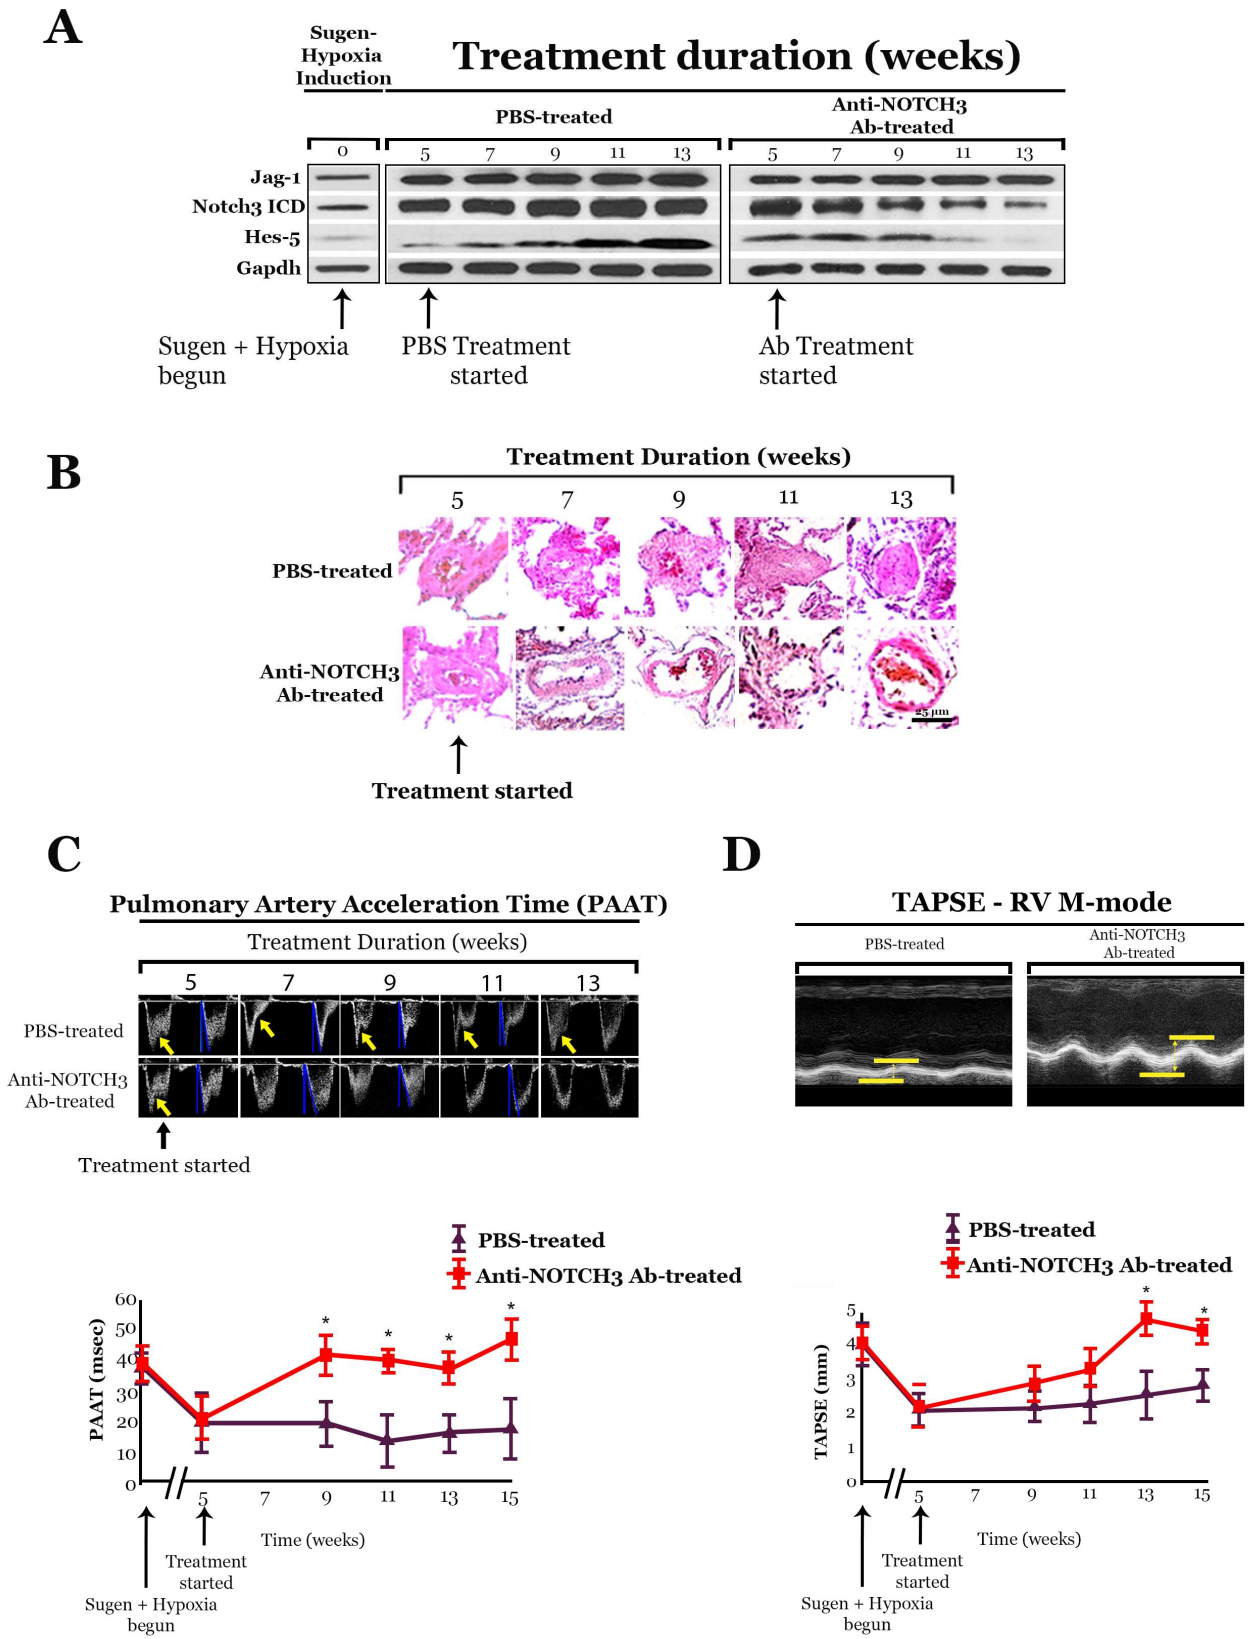 A
Sugen-
Hypoxia
Induction
Treatment duration (weeks)
PBS-treated
Anti-NOTCH3
Ab-treated
0 5 7 9 11 13 5 7 9 11 13
Jag-1
Notch3 ICD
Hes-5
Gapdh
Sugen + Hypoxia
begun
PBS Treatment
started
Ab Treatment
started
B
Treatment Duration (weeks)
5 7 9 11 13
PBS-treated
Anti-NOTCH3
Ab-treated
25 µm
Treatment started
C
Pulmonary Artery Acceleration Time (PAAT)
Treatment Duration (weeks)
5 7 9 11 13
PBS-treated
Anti-NOTCH3
Ab-treated
Treatment started
PBS-treated
Anti-NOTCH3 Ab-treated
PAAT (msec)
60
50
40
30
20
10
0
* * * *
5 7 9 11 13 15
Time (weeks)
Treatment
started
Sugen + Hypoxia
begun
D
TAPSE - RV M-mode
PBS-treated
Anti-NOTCH3
Ab-treated
PBS-treated
Anti-NOTCH3 Ab-treated
TAPSE (mm)
5
4
3
2
1
0
* *
5 7 9 11 13 15
Time (weeks)
Treatment
started
Sugen + Hypoxia
begun